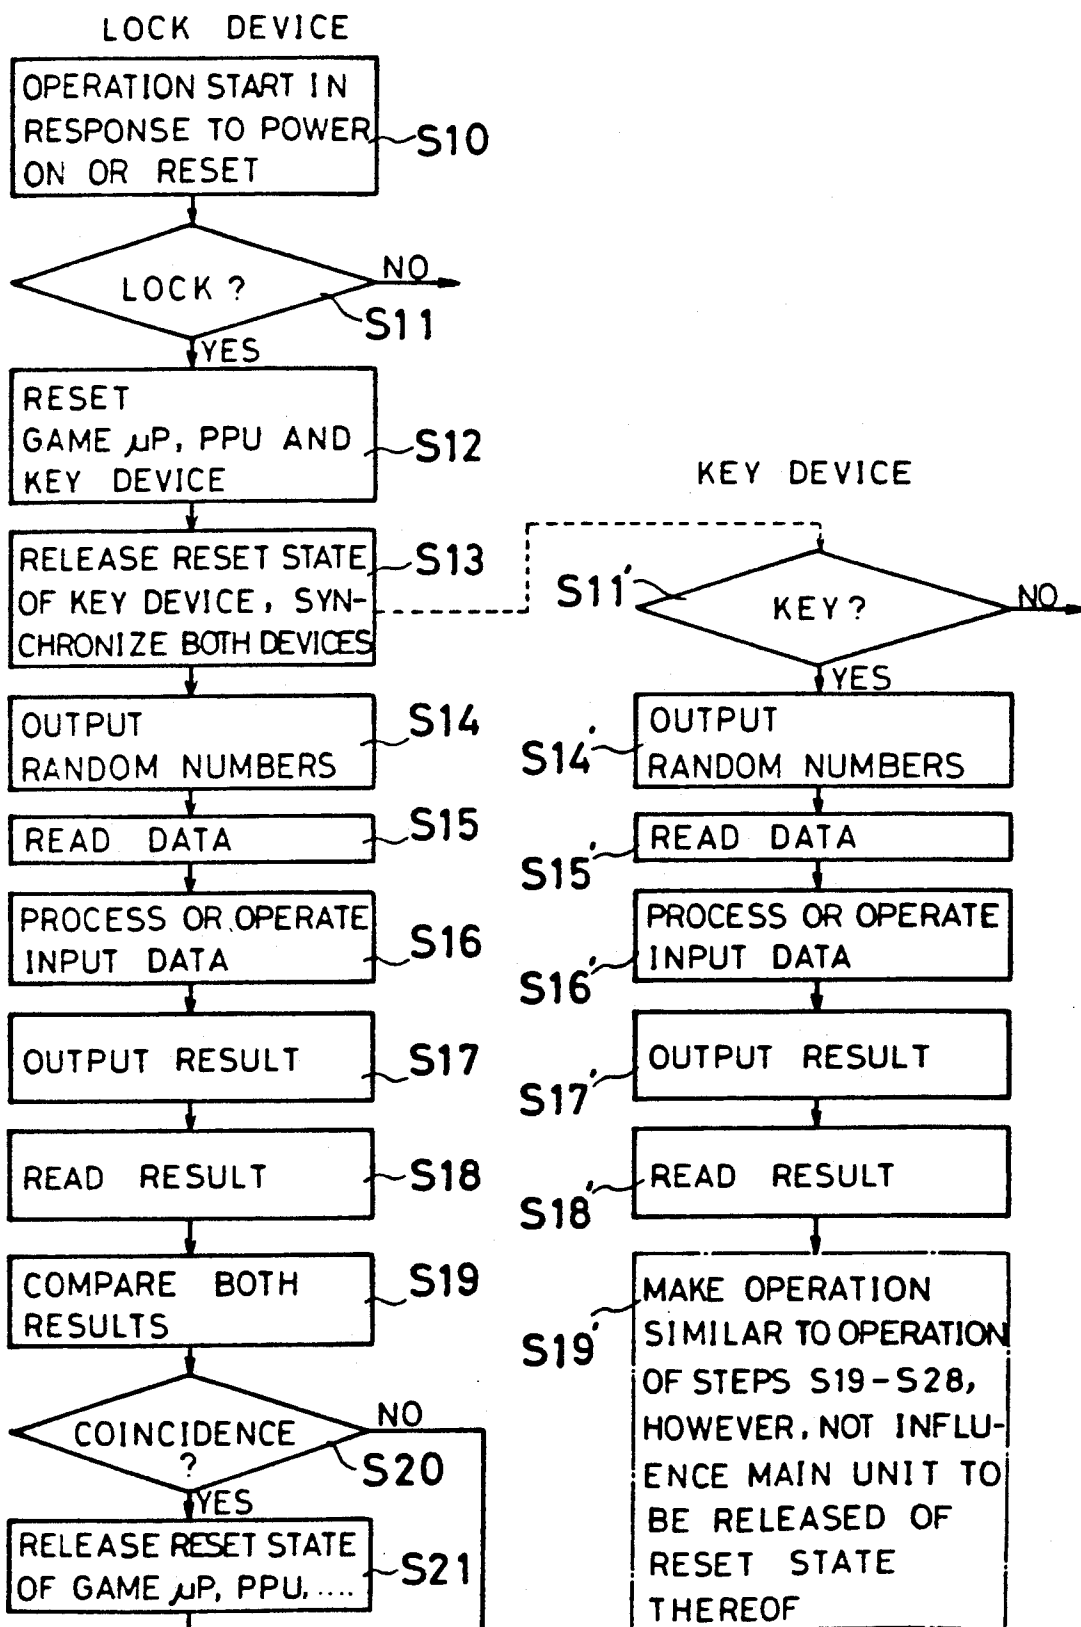 LOCK DEVICE
OPERATION START IN
RESPONSE TO POWER
ON OR RESET
S10
LOCK?
NO
S11
YES
RESET
GAME μP, PPU AND
KEY DEVICE
S12
RELEASE RESET STATE
OF KEY DEVICE, SYN-
CHRONIZE BOTH DEVICES
S13
OUTPUT
RANDOM NUMBERS
S14
READ DATA
S15
PROCESS OR OPERATE
INPUT DATA
S16
OUTPUT RESULT
S17
READ RESULT
S18
COMPARE BOTH
RESULTS
S19
COINCIDENCE
?
NO
S20
YES
RELEASE RESET STATE
OF GAME μP, PPU, ....
S21
KEY DEVICE
S11'
KEY?
NO
YES
OUTPUT
RANDOM NUMBERS
S14'
READ DATA
S15'
PROCESS OR OPERATE
INPUT DATA
S16'
OUTPUT RESULT
S17'
READ RESULT
S18'
MAKE OPERATION
SIMILAR TO OPERATION
OF STEPS S19-S28,
HOWEVER, NOT INFLU-
ENCE MAIN UNIT TO
BE RELEASED OF
RESET STATE
THEREOF
S19'